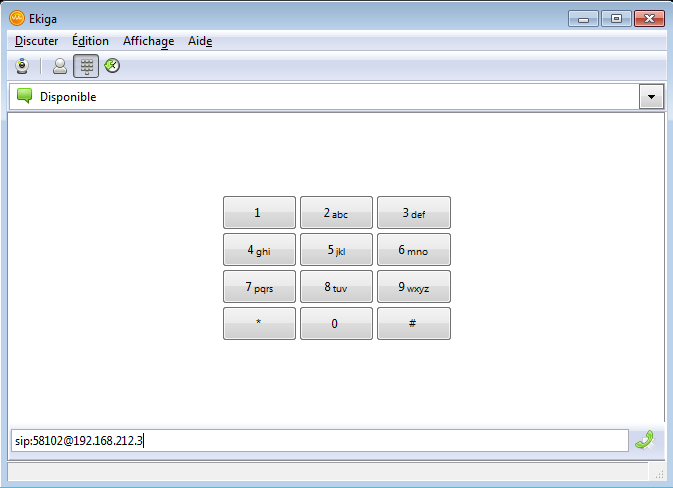 Ekiga
Discuter Édition Affichage Aide
Disponible
1 2 abc 3 def
4 ghi 5 jkl 6 mno
7 pqrs 8 tuv 9 wxyz
* 0 #
sip:58102@192.168.212.3